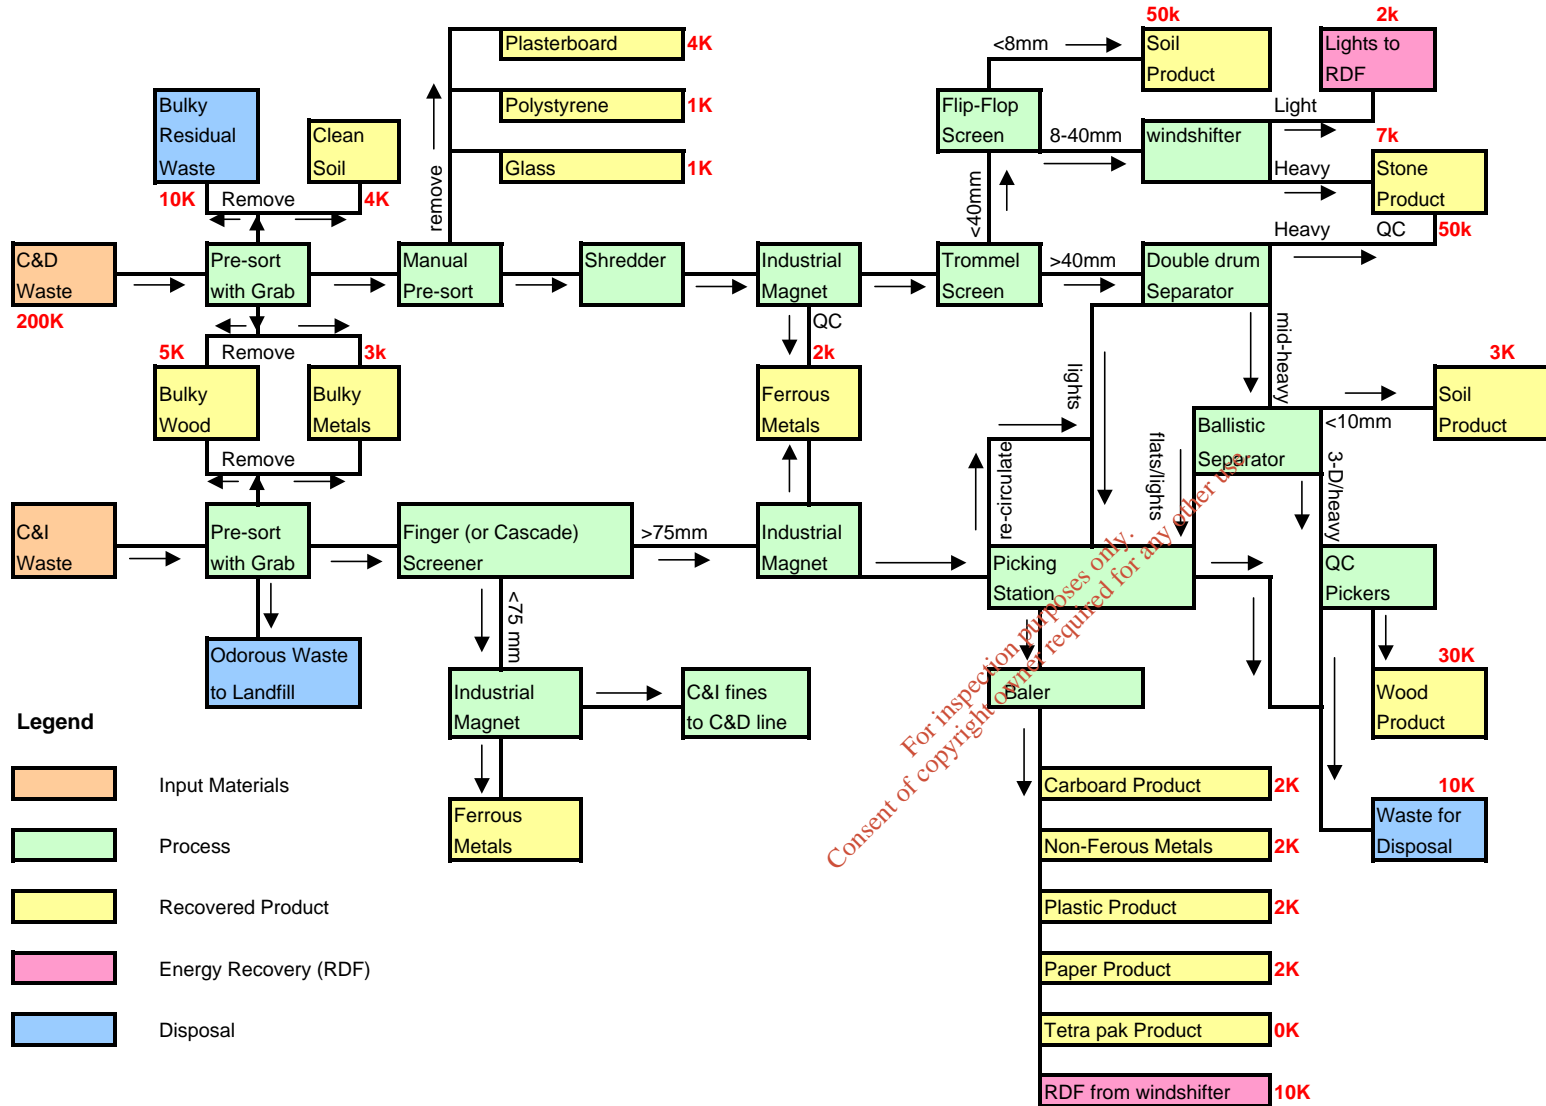 50k
2k
<8mm
Soil
Product
Lights to
RDF
Plasterboard
4K
Polystyrene
1K
Glass
1K
remove
Bulky
Residual
Waste
Clean
Soil
10K
Remove
4K
Flip-Flop
Screen
8-40mm
windshifter
Light
Heavy
7k
Stone
Product
<40mm
Heavy
QC
50k
C&D
Waste
200K
Pre-sort
with Grab
Manual
Pre-sort
Shredder
Industrial
Magnet
Trommel
Screen
>40mm
Double drum
Separator
QC
2k
Ferrous
Metals
5K
Remove
3k
Bulky
Wood
Bulky
Metals
Remove
lights
mid-heavy
3K
Soil
Product
Ballistic
Separator
<10mm
flats/lights
3-D/heavy
re-circulate
C&I
Waste
Pre-sort
with Grab
Finger (or Cascade)
Screener
>75mm
Industrial
Magnet
Picking
Station
QC
Pickers
<75 mm
Odorous Waste
to Landfill
Industrial
Magnet
C&I fines
to C&D line
Baler
30K
Wood
Product
Ferrous
Metals
10K
Waste for
Disposal
Carboard Product
2K
Non-Ferous Metals
2K
Plastic Product
2K
Paper Product
2K
Tetra pak Product
0K
RDF from windshifter
10K
Legend
Input Materials
Process
Recovered Product
Energy Recovery (RDF)
Disposal
For inspection purposes only.
Consent of copyright owner required for any other use.